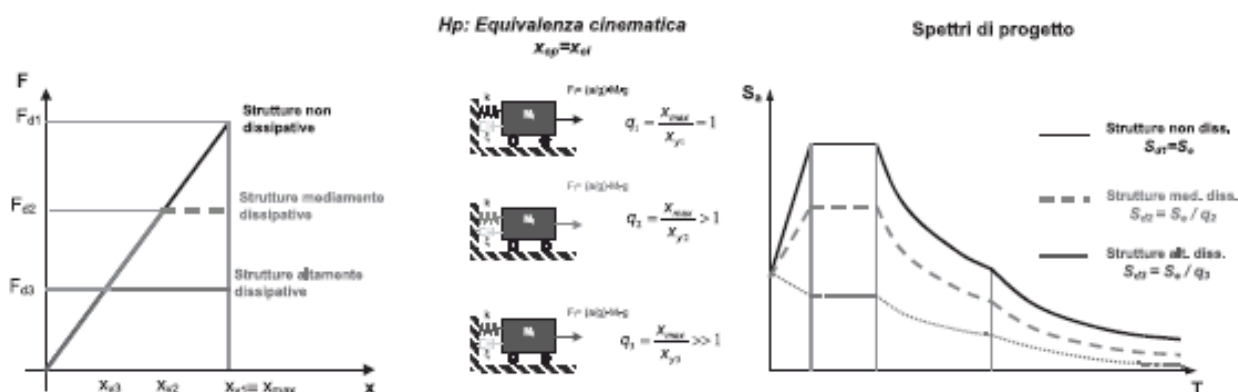 Hp: Equivalenza cinematica
x_ep=x_el
Spettri di progetto
F
F_d1
Strutture non
dissipative
F_d2
Strutture mediamente
dissipative
F_d3
Strutture altamente
dissipative
x_y3
x_y2
x_y1≡ x_max
x
F= (a/g)•M•g
k
M
ξ
q_1 = x_max / x_y1 = 1
F= (a/g)•M•g
k
M
ξ
q_2 = x_max / x_y2 > 1
F= (a/g)•M•g
k
M
ξ
q_3 = x_max / x_y3 >> 1
S_a
T
Strutture non diss.
S_d1=S_e
Strutture med. diss.
S_d2 = S_e / q_2
Strutture alt. diss.
S_d3 = S_e / q_3